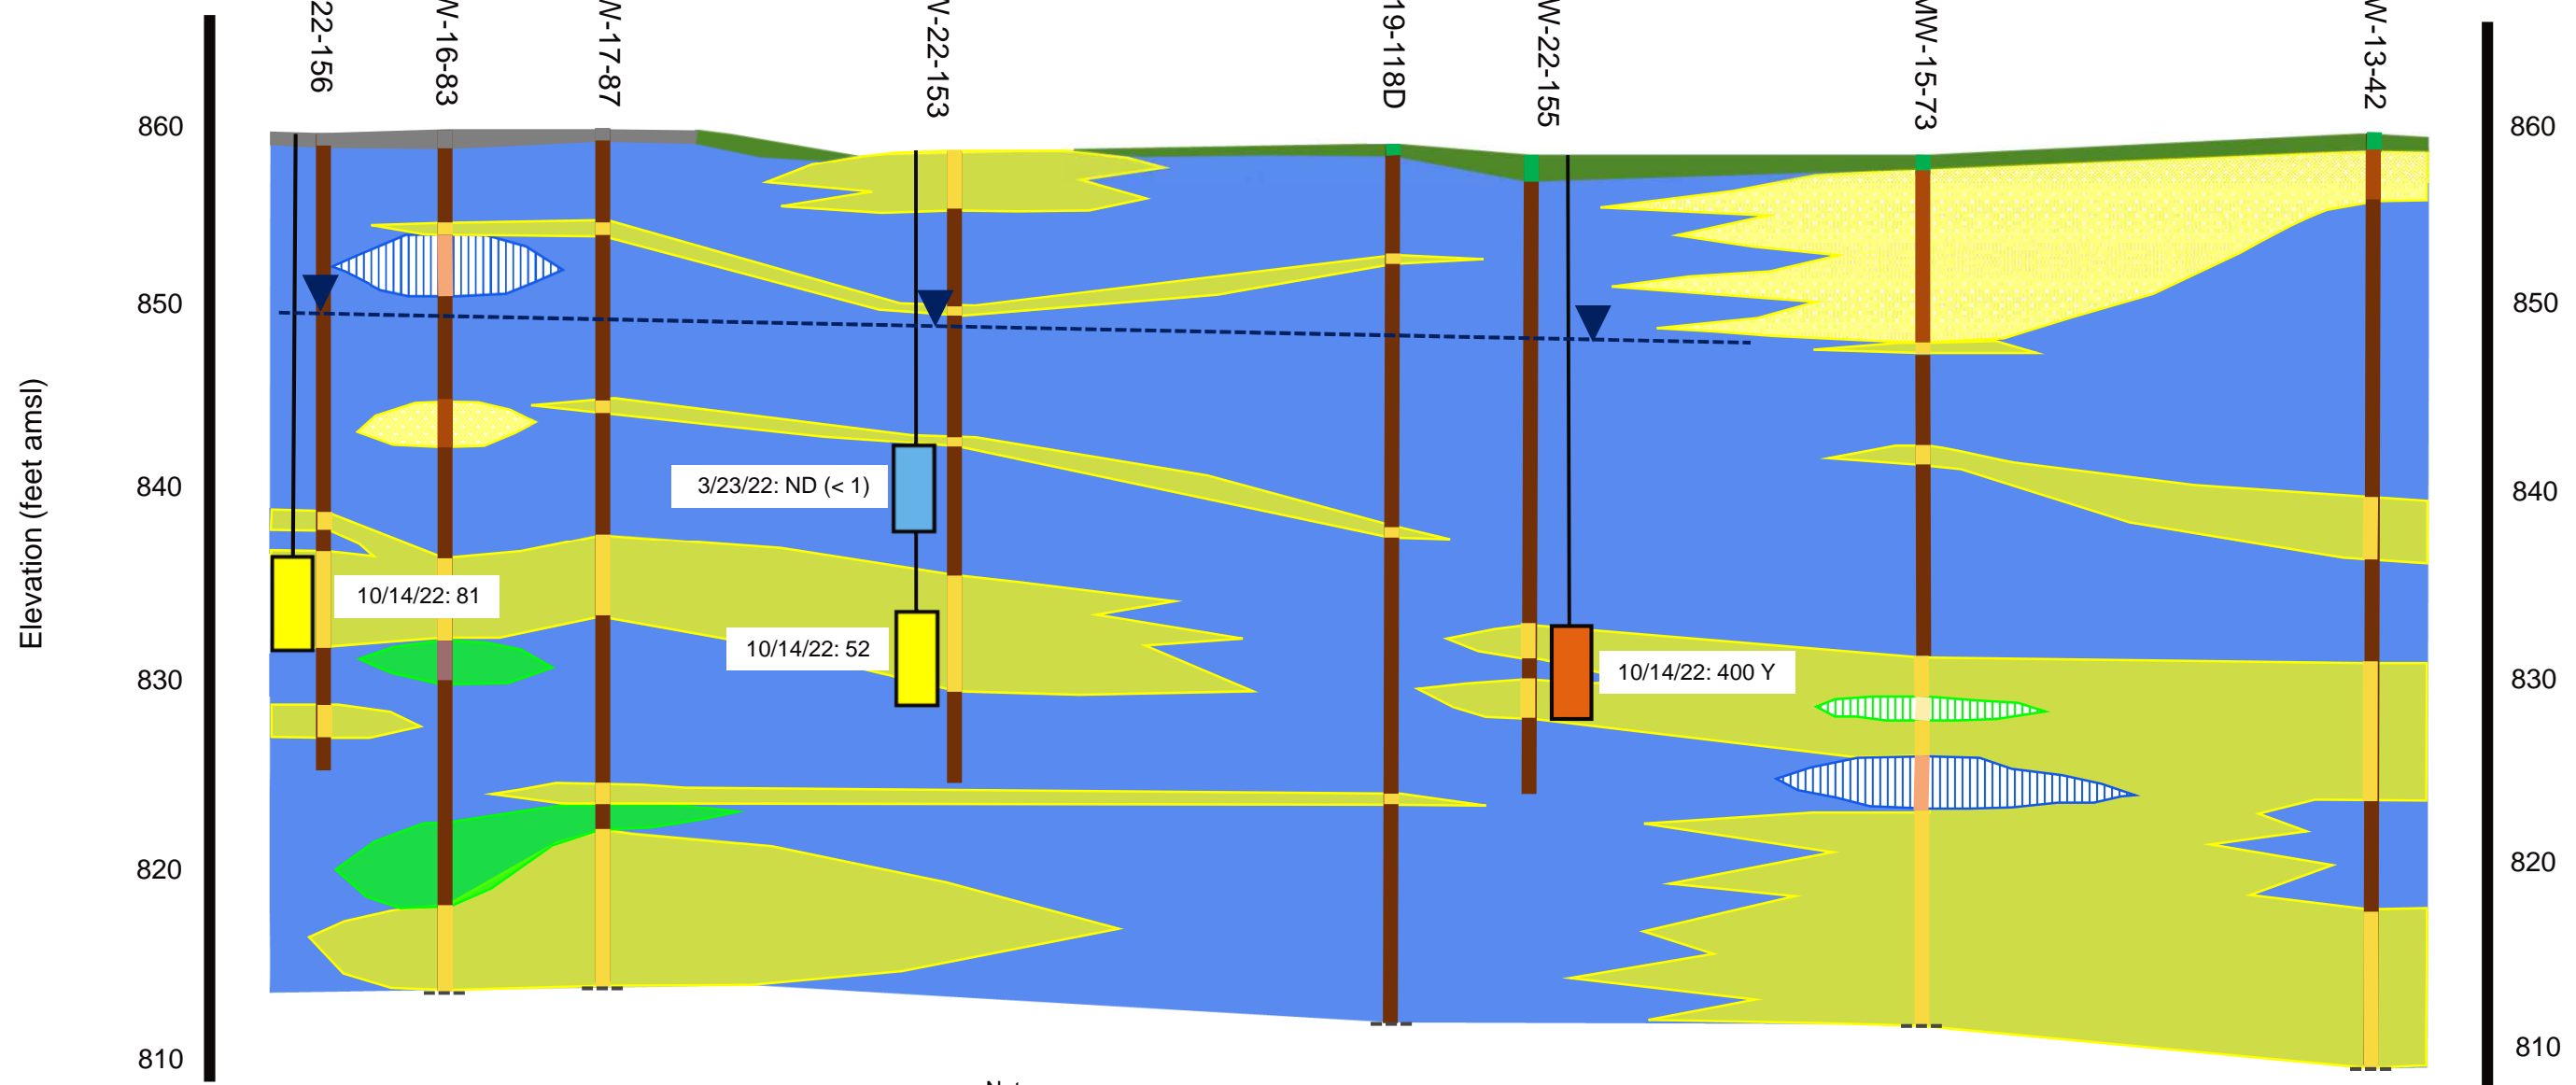 22-156
W-16-83
W-17-87
W-22-153
19-118D
W-22-155
MW-15-73
W-13-42
860
860
850
850
840
840
830
830
820
820
810
810
Elevation (feet amsl)
3/23/22: ND (< 1)
10/14/22: 81
10/14/22: 52
10/14/22: 400 Y